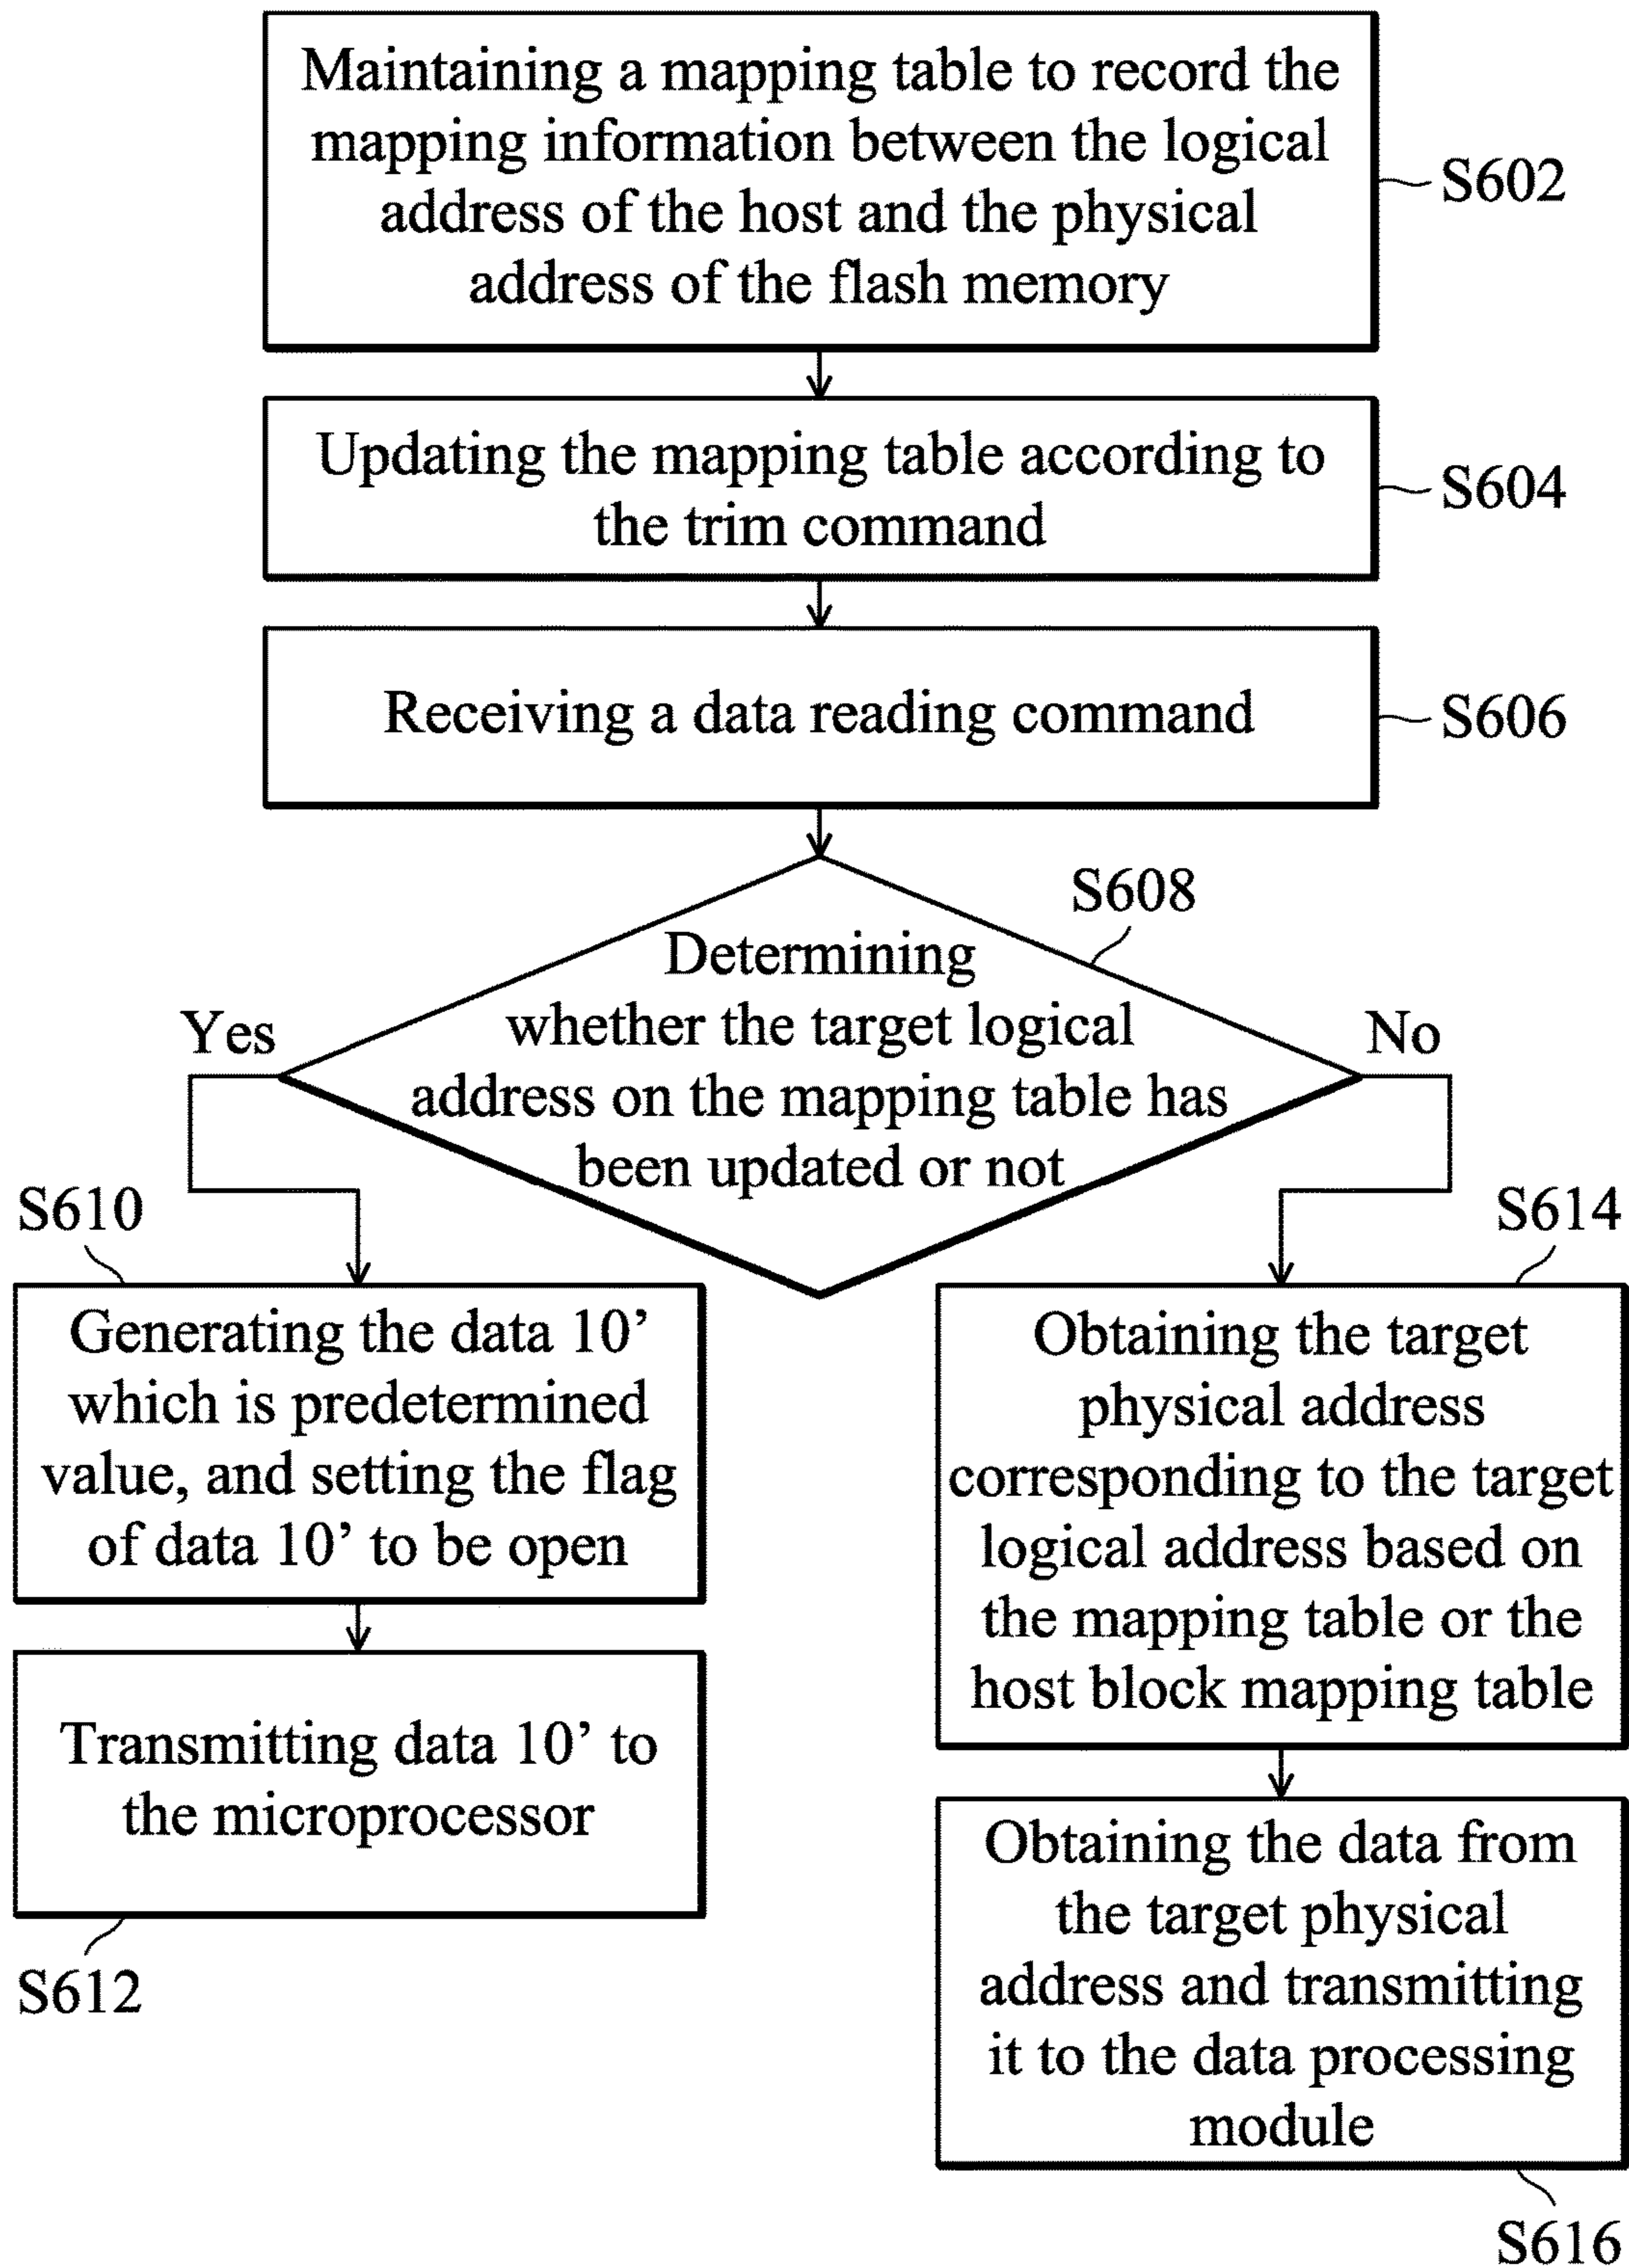 Maintaining a mapping table to record the
mapping information between the logical
address of the host and the physical
address of the flash memory
S602
Updating the mapping table according to
the trim command
S604
Receiving a data reading command
S606
S608
Determining
whether the target logical
address on the mapping table has
been updated or not
Yes
No
S610
Generating the data 10’
which is predetermined
value, and setting the flag
of data 10’ to be open
Transmitting data 10’ to
the microprocessor
S612
S614
Obtaining the target
physical address
corresponding to the target
logical address based on
the mapping table or the
host block mapping table
Obtaining the data from
the target physical
address and transmitting
it to the data processing
module
S616